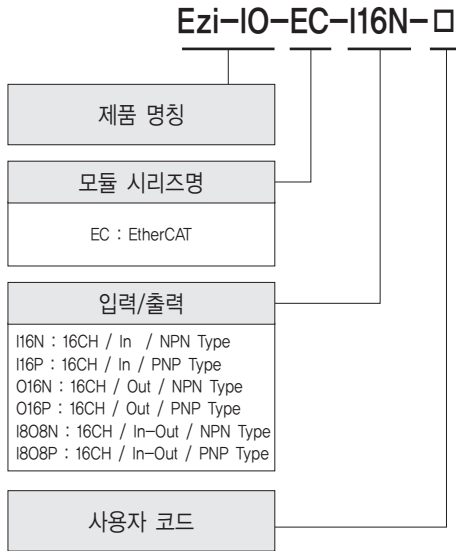 Ezi-IO-EC-I16N-□
제품 명칭
모듈 시리즈명
EC : EtherCAT
입력/출력
I16N : 16CH / In / NPN Type
I16P : 16CH / In / PNP Type
O16N : 16CH / Out / NPN Type
O16P : 16CH / Out / PNP Type
I8O8N : 16CH / In-Out / NPN Type
I8O8P : 16CH / In-Out / PNP Type
사용자 코드